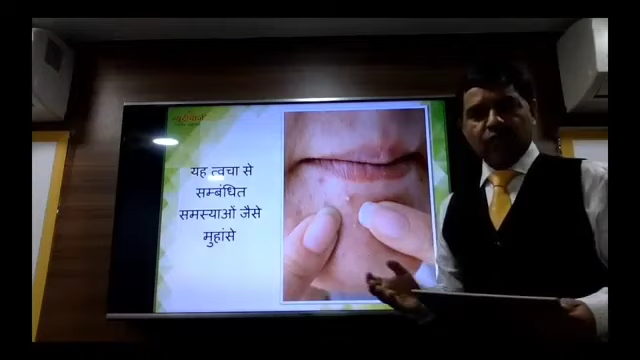 यह त्वचा से
सम्बंधित
समस्याओं जैसे
मुहांसे